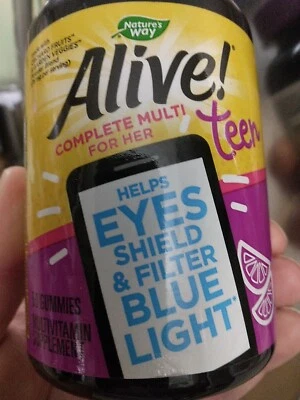 Nature's
Way
Alive!
teen
COMPLETE MULTI
FOR HER
HELPS
EYES
SHIELD
& FILTER
BLUE
LIGHT*
GUMMIES
MULTIVITAMIN
SUPPLEMENT